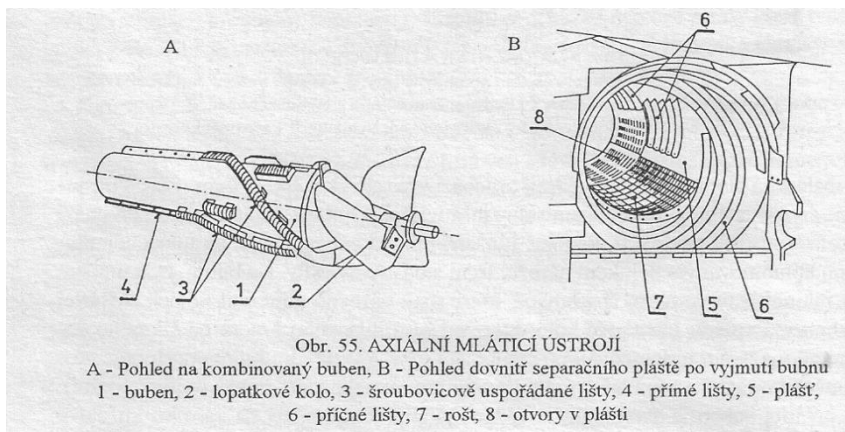 A
B
6
8
4
3
1
2
7
5
6
Obr. 55. AXIÁLNÍ MLÁTICÍ ÚSTROJÍ
A - Pohled na kombinovaný buben, B - Pohled dovnitř separačního pláště po vyjmutí bubnu
1 - buben, 2 - lopatkové kolo, 3 - šroubovicově uspořádané lišty, 4 - přímé lišty, 5 - plášť,
6 - příčné lišty, 7 - rošt, 8 - otvory v plášti